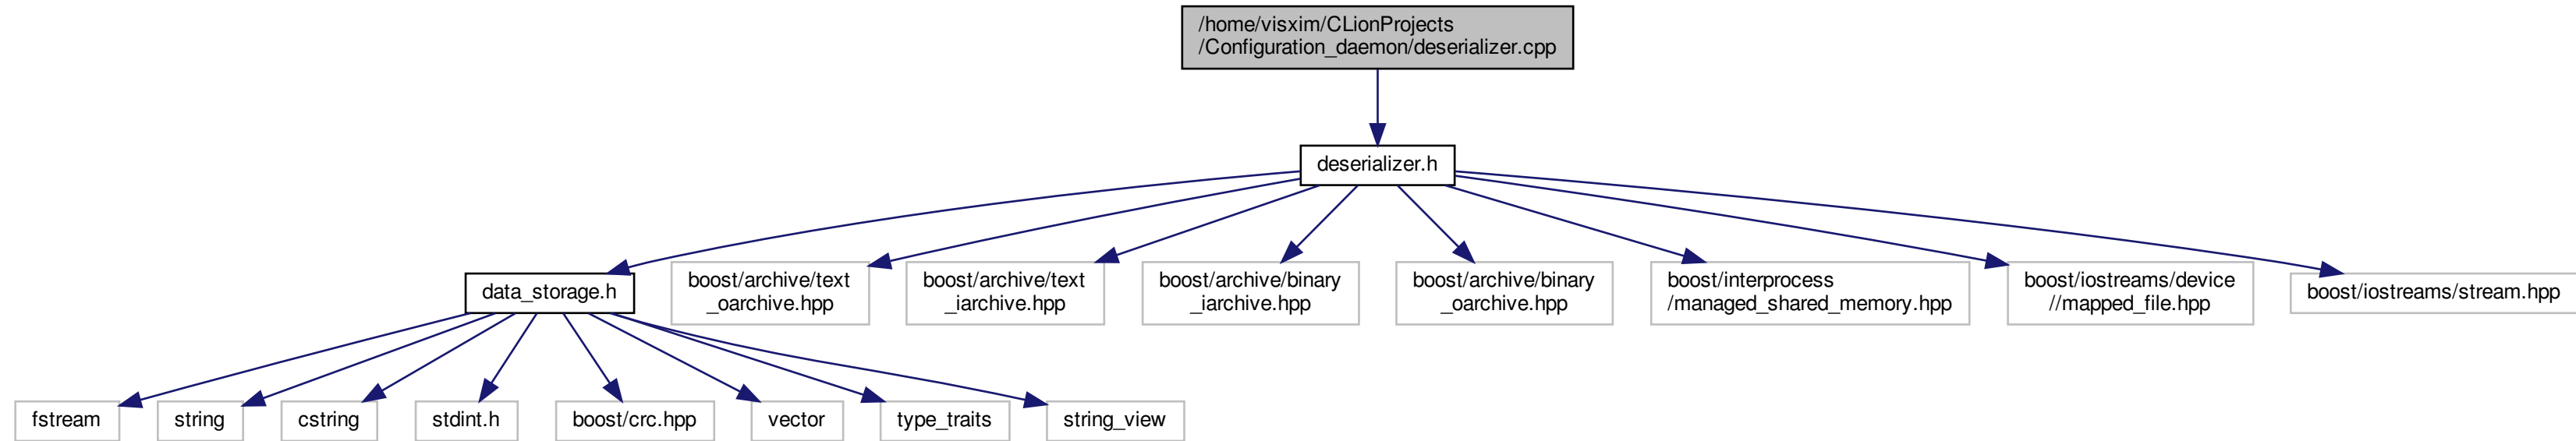 /home/visxim/CLionProjects
/Configuration_daemon/deserializer.cpp
deserializer.h
data_storage.h
boost/archive/text
_oarchive.hpp
boost/archive/text
_iarchive.hpp
boost/archive/binary
_iarchive.hpp
boost/archive/binary
_oarchive.hpp
boost/interprocess
/managed_shared_memory.hpp
boost/iostreams/device
//mapped_file.hpp
boost/iostreams/stream.hpp
fstream
string
cstring
stdint.h
boost/crc.hpp
vector
type_traits
string_view